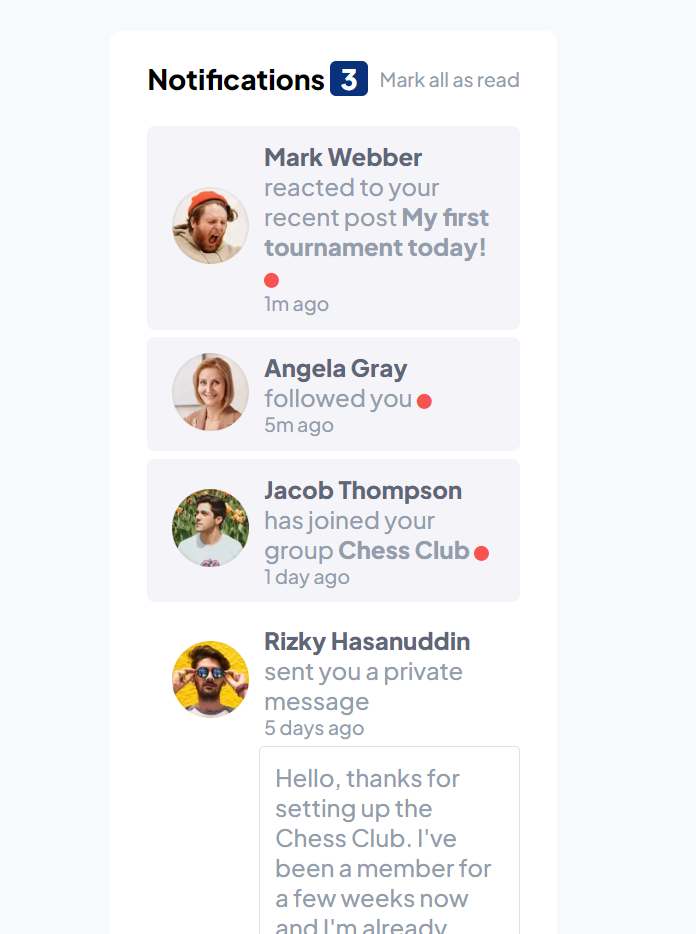 Notifications 3 Mark all as read
Mark Webber
reacted to your
recent post My first
tournament today!
1m ago
Angela Gray
followed you
5m ago
Jacob Thompson
has joined your
group Chess Club
1 day ago
Rizky Hasanuddin
sent you a private
message
5 days ago
Hello, thanks for
setting up the
Chess Club. I've
been a member for
a few weeks now
and I'm already